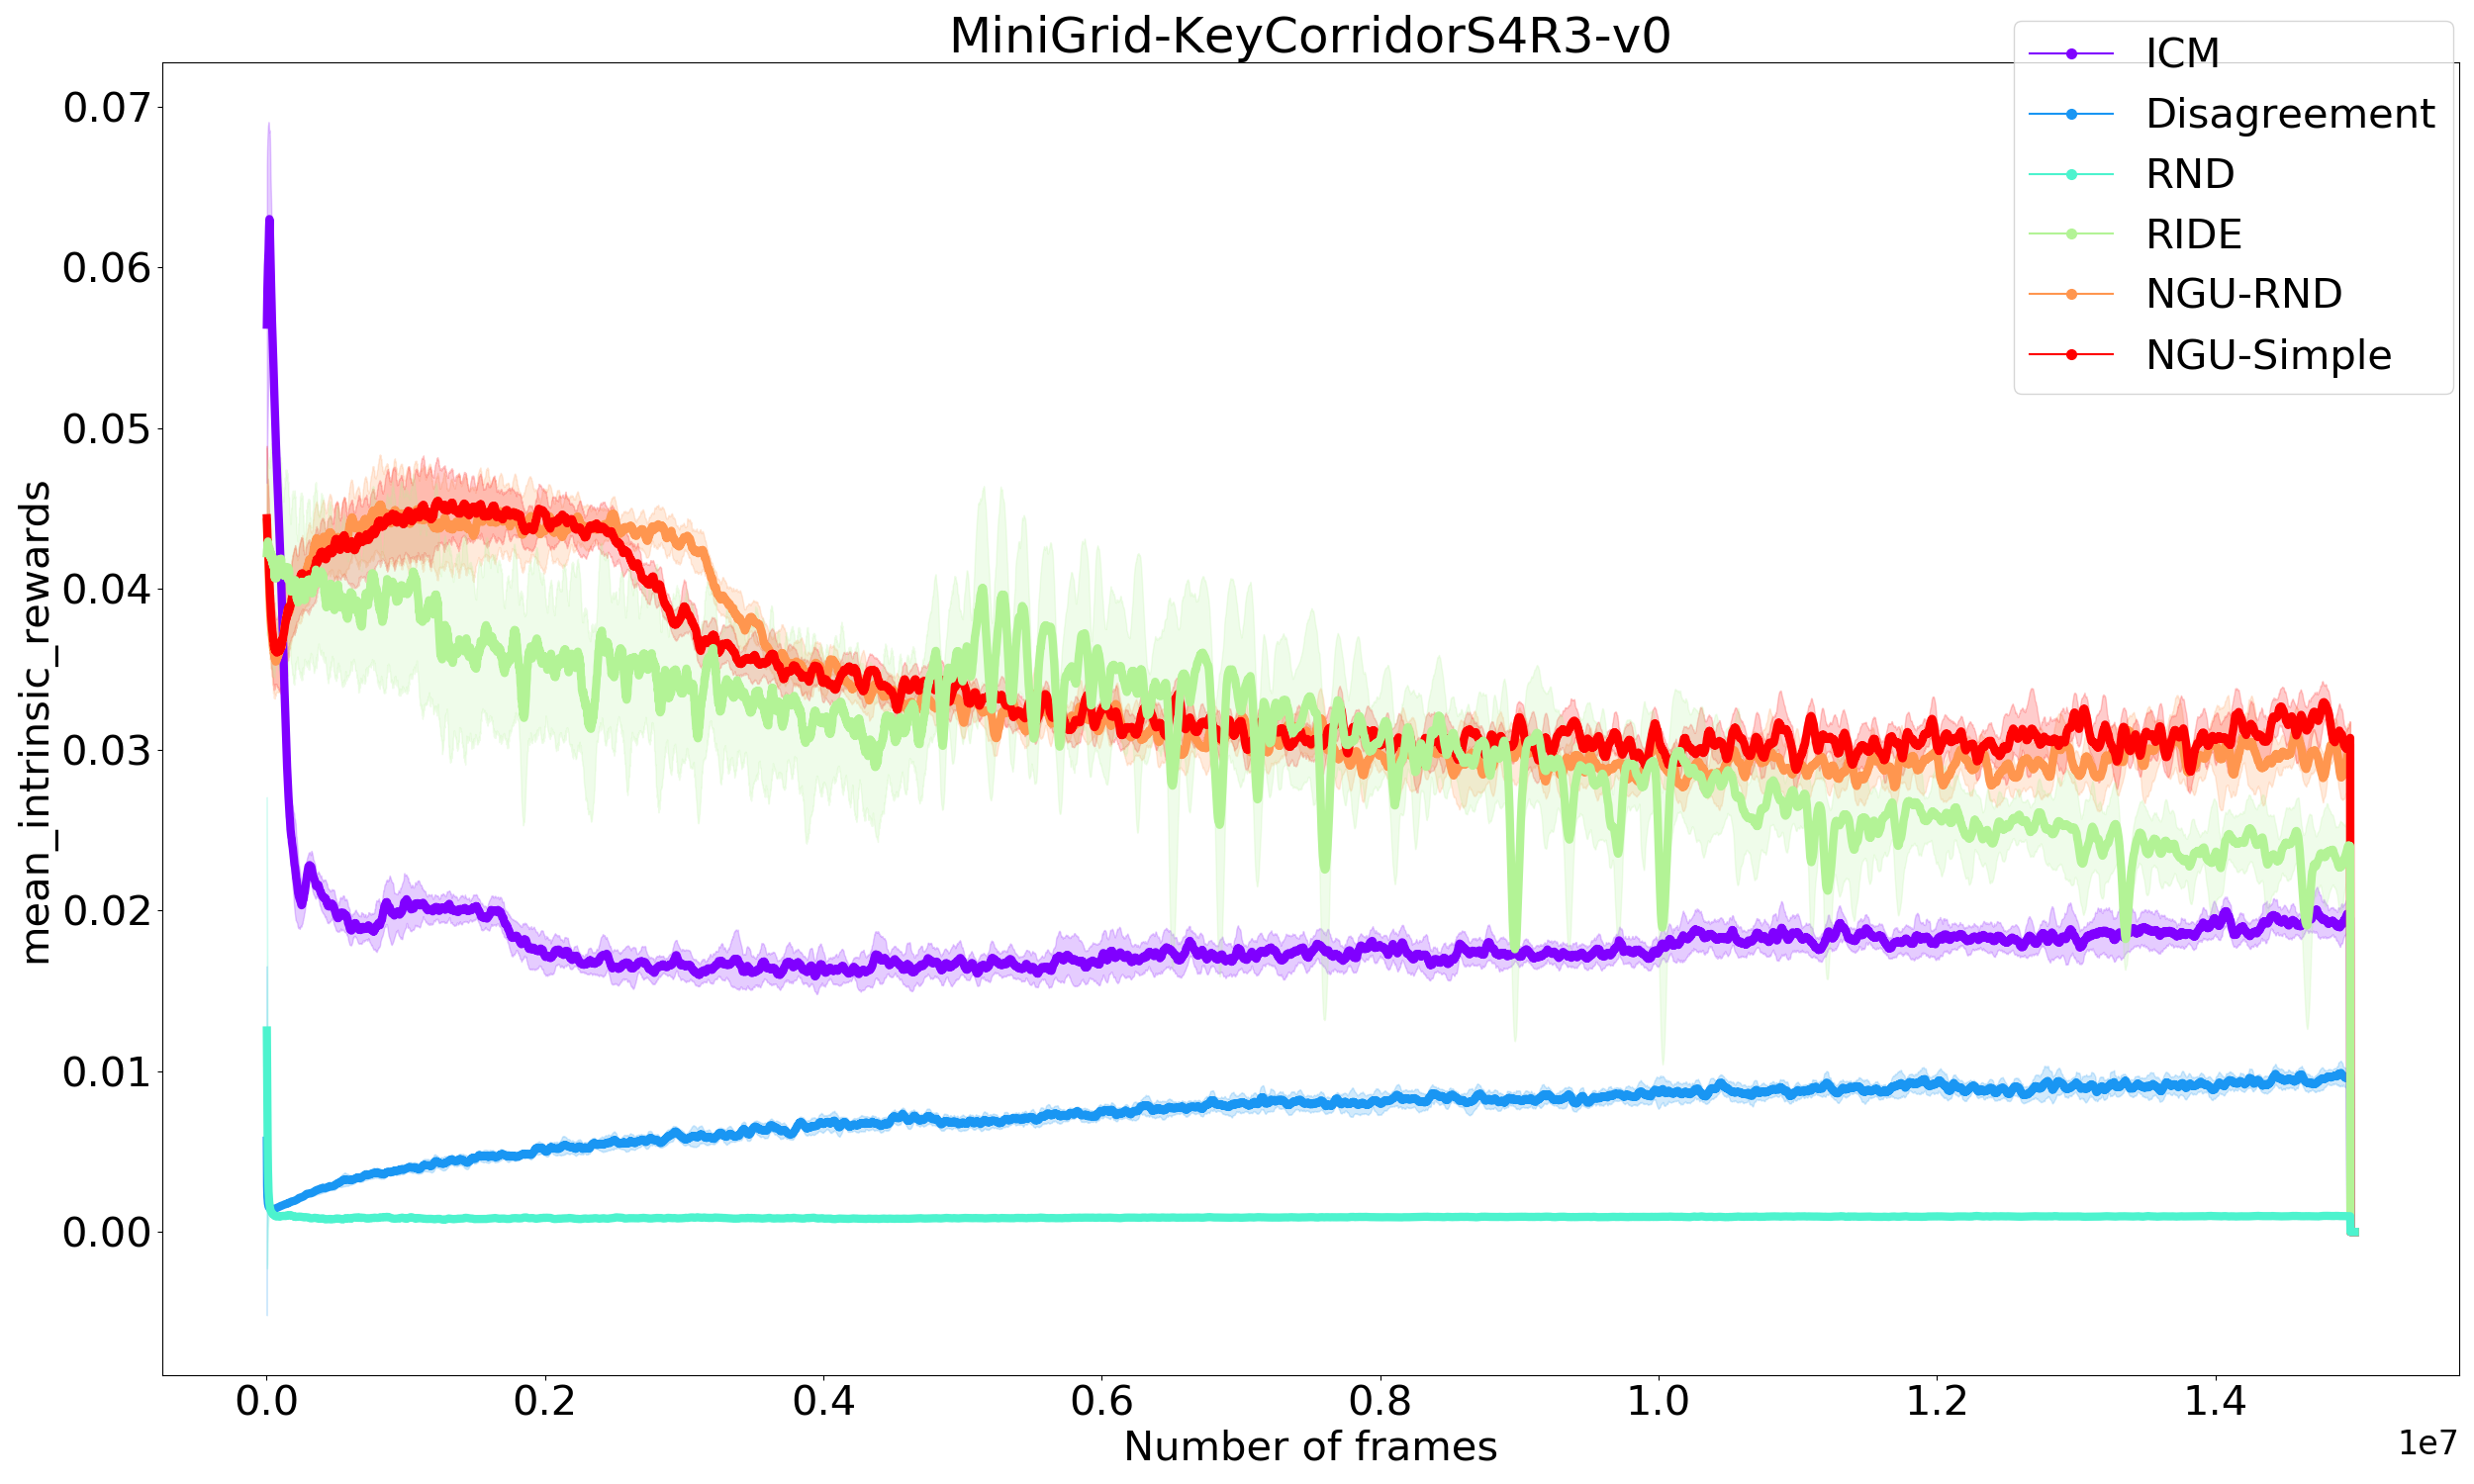 MiniGrid-KeyCorridorS4R3-v0
ICM
Disagreement
RND
RIDE
NGU-RND
NGU-Simple
mean_intrinsic_rewards
0.07
0.06
0.05
0.04
0.03
0.02
0.01
0.00
0.0 0.2 0.4 0.6 0.8 1.0 1.2 1.4
Number of frames
1e7